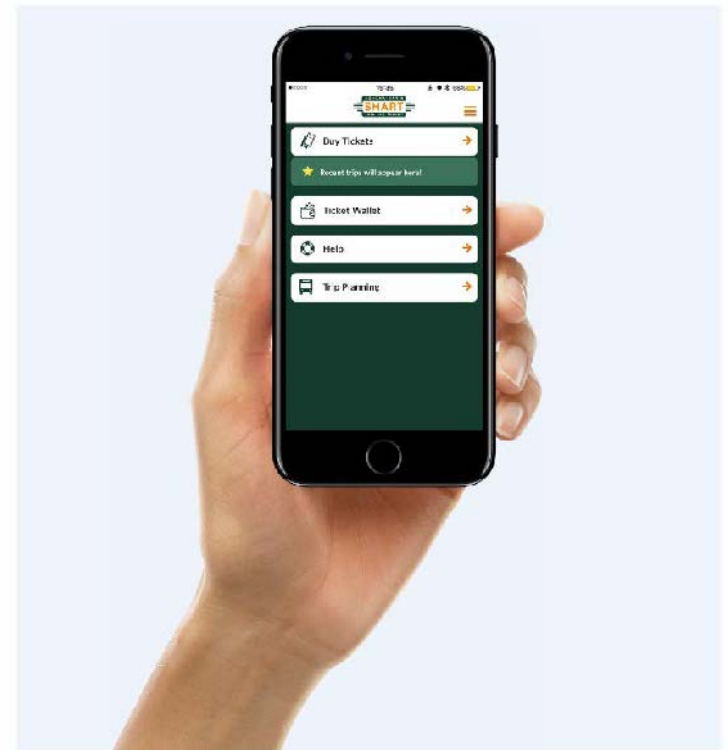 SMART
Buy Tickets
Recent trips will appear here!
Ticket Wallet
Help
Trip Planning